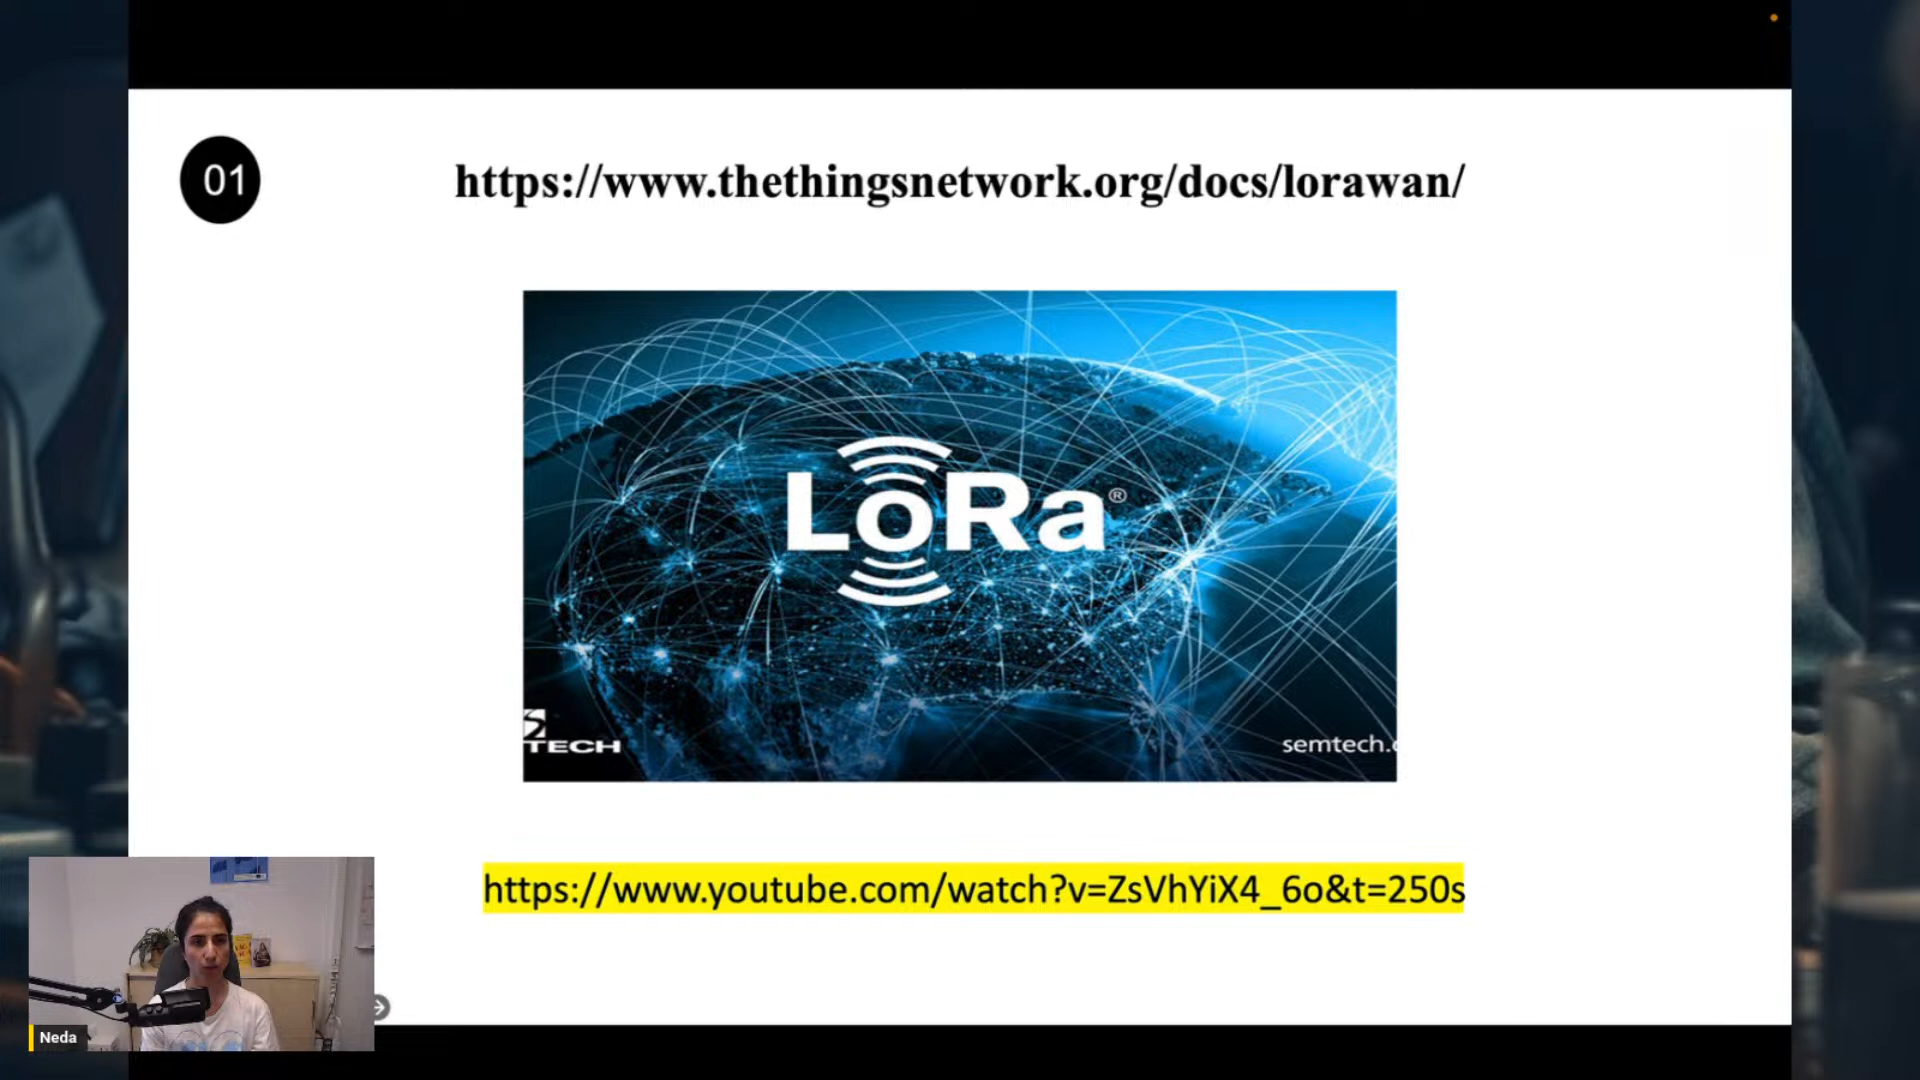 01
https://www.thethingsnetwork.org/docs/lorawan/
LoRa®
TECH
semtech.c
https://www.youtube.com/watch?v=ZsVhYiX4_6o&t=250s
Neda